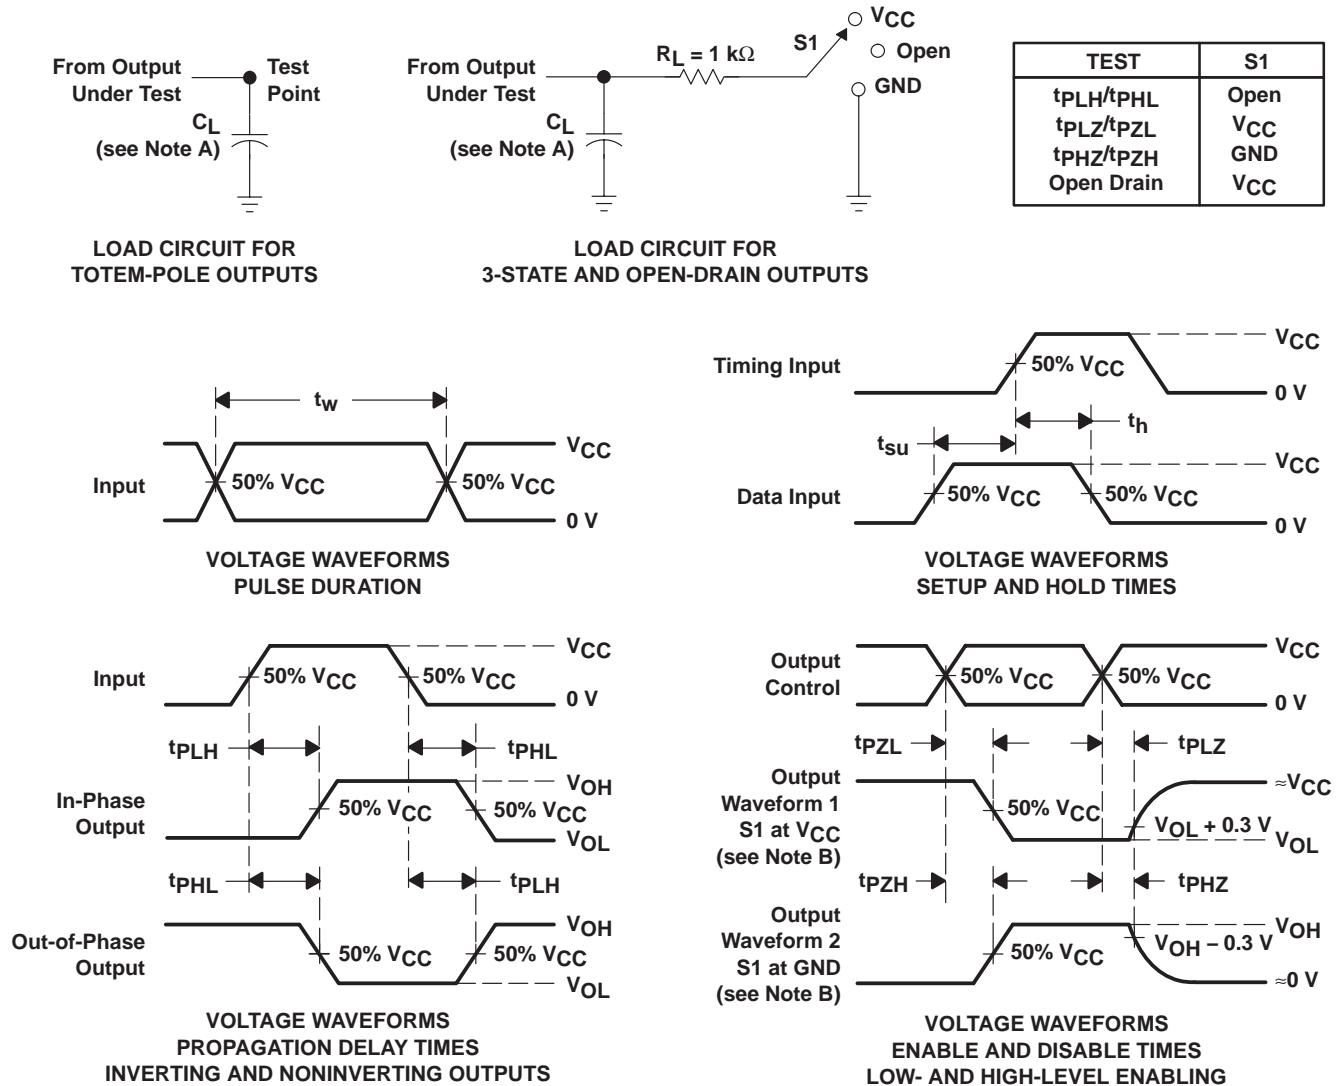 From Output
Under Test
Test
Point
CL
(see Note A)
LOAD CIRCUIT FOR
TOTEM-POLE OUTPUTS
From Output
Under Test
RL = 1 kΩ
S1
VCC
Open
GND
CL
(see Note A)
LOAD CIRCUIT FOR
3-STATE AND OPEN-DRAIN OUTPUTS
TEST S1
tPLH/tPHL Open
tPLZ/tPZL VCC
tPHZ/tPZH GND
Open Drain VCC
tw
Input
50% VCC
50% VCC
VCC
0 V
VOLTAGE WAVEFORMS
PULSE DURATION
Timing Input
50% VCC
VCC
0 V
tsu
th
Data Input
50% VCC
50% VCC
VCC
0 V
VOLTAGE WAVEFORMS
SETUP AND HOLD TIMES
Input
50% VCC
50% VCC
VCC
0 V
tPLH
tPHL
In-Phase
Output
50% VCC
50% VCC
VOH
VOL
tPHL
tPLH
Out-of-Phase
Output
50% VCC
50% VCC
VOH
VOL
VOLTAGE WAVEFORMS
PROPAGATION DELAY TIMES
INVERTING AND NONINVERTING OUTPUTS
Output
Control
50% VCC
50% VCC
VCC
0 V
tPZL
tPLZ
Output
Waveform 1
S1 at VCC
(see Note B)
50% VCC
≈VCC
VOL + 0.3 V
VOL
tPZH
tPHZ
Output
Waveform 2
S1 at GND
(see Note B)
50% VCC
VOH
VOH − 0.3 V
≈0 V
VOLTAGE WAVEFORMS
ENABLE AND DISABLE TIMES
LOW- AND HIGH-LEVEL ENABLING